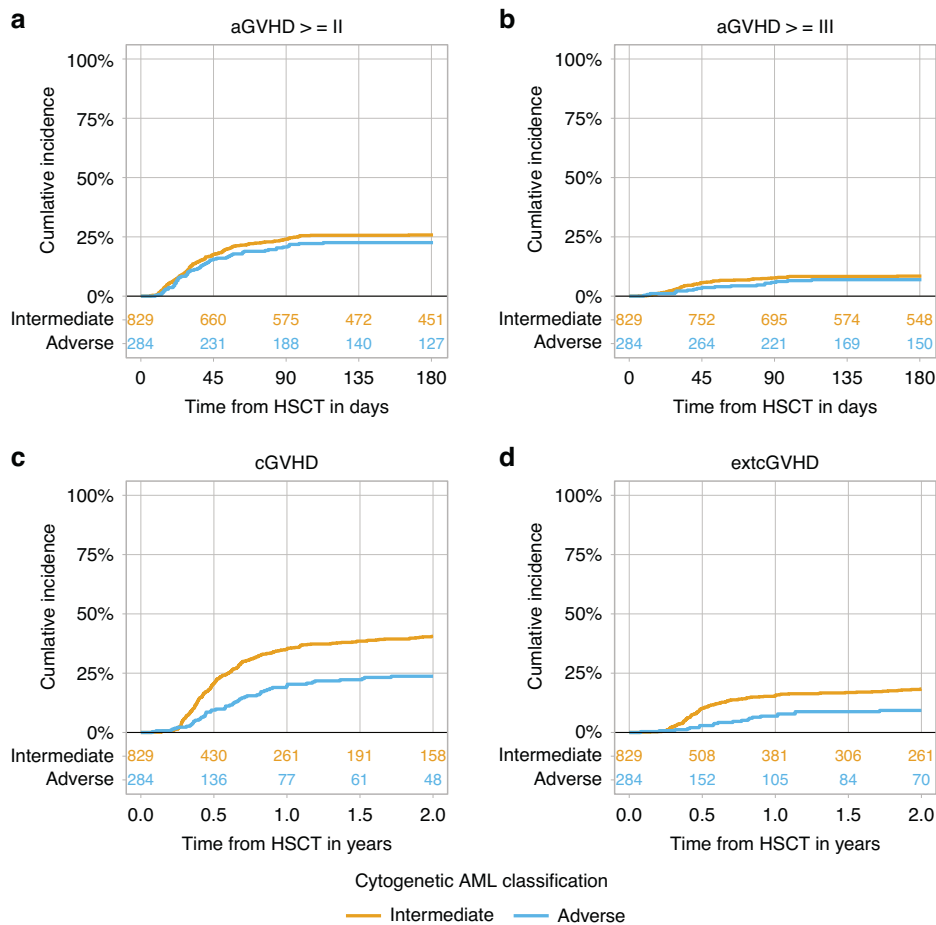 a
aGVHD > = II
Cumlative incidence
100%
75%
50%
25%
0%
Intermediate 829 660 575 472 451
Adverse 284 231 188 140 127
0 45 90 135 180
Time from HSCT in days
b
aGVHD > = III
Cumlative incidence
100%
75%
50%
25%
0%
Intermediate 829 752 695 574 548
Adverse 284 264 221 169 150
0 45 90 135 180
Time from HSCT in days
c
cGVHD
Cumlative incidence
100%
75%
50%
25%
0%
Intermediate 829 430 261 191 158
Adverse 284 136 77 61 48
0.0 0.5 1.0 1.5 2.0
Time from HSCT in years
d
extcGVHD
Cumlative incidence
100%
75%
50%
25%
0%
Intermediate 829 508 381 306 261
Adverse 284 152 105 84 70
0.0 0.5 1.0 1.5 2.0
Time from HSCT in years
Cytogenetic AML classification
Intermediate Adverse